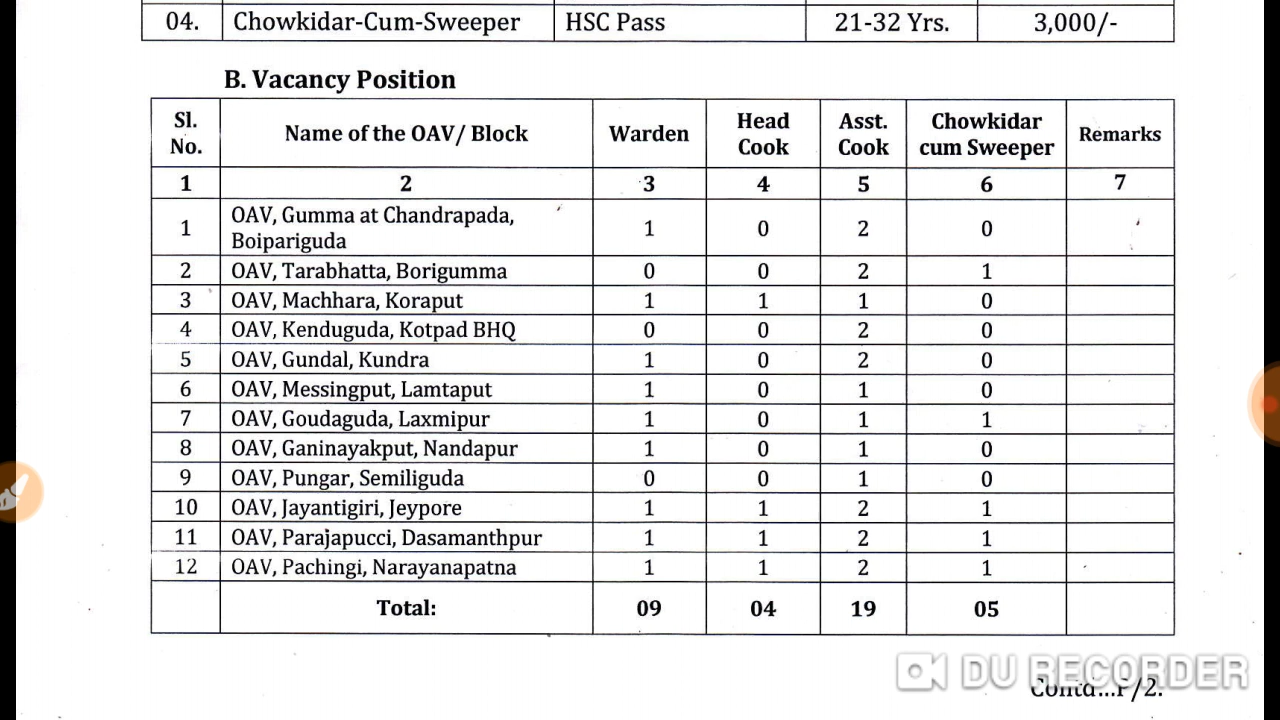 04. Chowkidar-Cum-Sweeper HSC Pass 21-32 Yrs. 3,000/-
B. Vacancy Position
Sl. No. Name of the OAV/ Block Warden Head Cook Asst. Cook Chowkidar cum Sweeper Remarks
1 2 3 4 5 6 7
1 OAV, Gumma at Chandrapada, Boipariguda 1 0 2 0
2 OAV, Tarabhatta, Borigumma 0 0 2 1
3 OAV, Machhara, Koraput 1 1 1 0
4 OAV, Kenduguda, Kotpad BHQ 0 0 2 0
5 OAV, Gundal, Kundra 1 0 2 0
6 OAV, Messingput, Lamtaput 1 0 1 0
7 OAV, Goudaguda, Laxmipur 1 0 1 1
8 OAV, Ganinayakput, Nandapur 1 0 1 0
9 OAV, Pungar, Semiliguda 0 0 1 0
10 OAV, Jayantigiri, Jeypore 1 1 2 1
11 OAV, Parajapucci, Dasamanthpur 1 1 2 1
12 OAV, Pachingi, Narayanapatna 1 1 2 1
Total: 09 04 19 05
DU RECORDER
Contd...P/2.